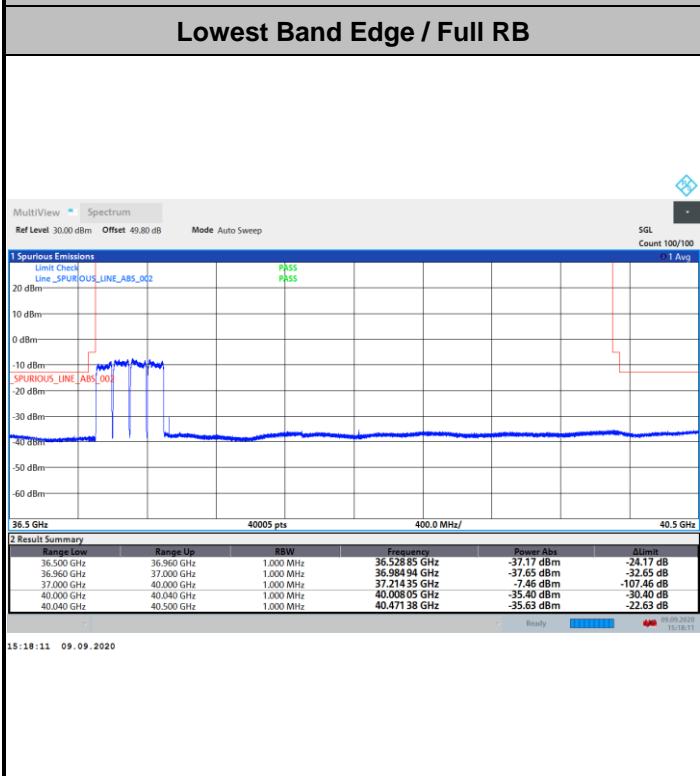 Lowest Band Edge / Full RB
MultiView Spectrum
Ref Level 30.00 dBm Offset 49.80 dB Mode Auto Sweep SGL
Count 100/100
1 Spurious Emissions 1 Avg
Limit Check PASS
Line _SPURIOUS_LINE_ABS_002 PASS
20 dBm
10 dBm
0 dBm
-10 dBm
_SPURIOUS_LINE_ABS_002
-20 dBm
-30 dBm
-40 dBm
-50 dBm
-60 dBm
36.5 GHz 40005 pts 400.0 MHz/ 40.5 GHz
2 Result Summary
Range Low Range Up RBW Frequency Power Abs ΔLimit
36.500 GHz 36.960 GHz 1.000 MHz 36.528 85 GHz -37.17 dBm -24.17 dB
36.960 GHz 37.000 GHz 1.000 MHz 36.984 94 GHz -37.65 dBm -32.65 dB
37.000 GHz 40.000 GHz 1.000 MHz 37.214 35 GHz -7.46 dBm -107.46 dB
40.000 GHz 40.040 GHz 1.000 MHz 40.008 05 GHz -35.40 dBm -30.40 dB
40.040 GHz 40.500 GHz 1.000 MHz 40.471 38 GHz -35.63 dBm -22.63 dB
Ready 09.09.2020
15:18:11
15:18:11 09.09.2020